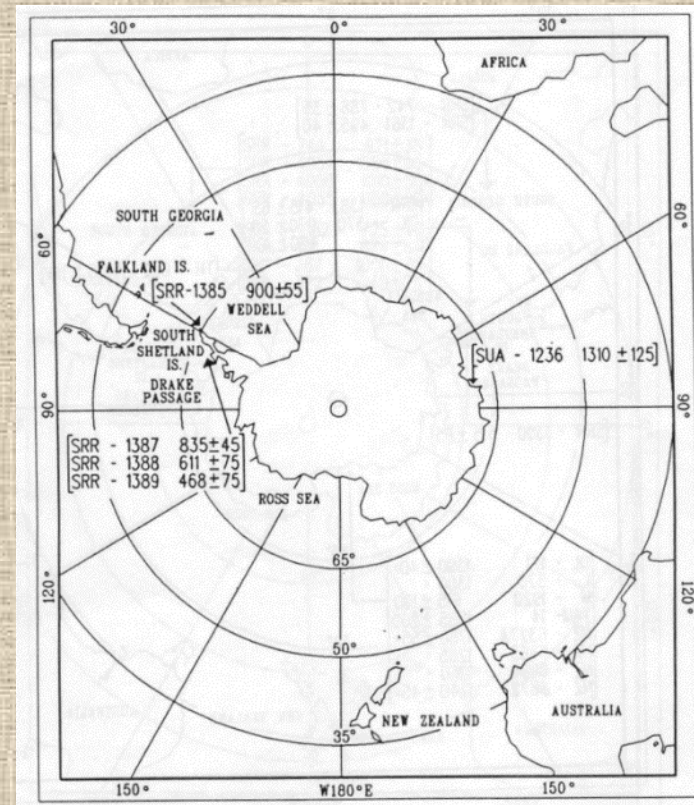 30° 0° 30°
AFRICA
SOUTH GEORGIA
60° 60°
FALKLAND IS.
[SRR-1385 900±55]
WEDDELL
SEA
SOUTH
SHETLAND
IS.
[SUA - 1236 1310 ±125]
DRAKE
PASSAGE
90° 90°
[SRR - 1387 835±45
SRR - 1388 611 ±75
SRR - 1389 468±75]
ROSS SEA
65°
120° 120°
50°
NEW ZEALAND
AUSTRALIA
35°
150° W180°E 150°